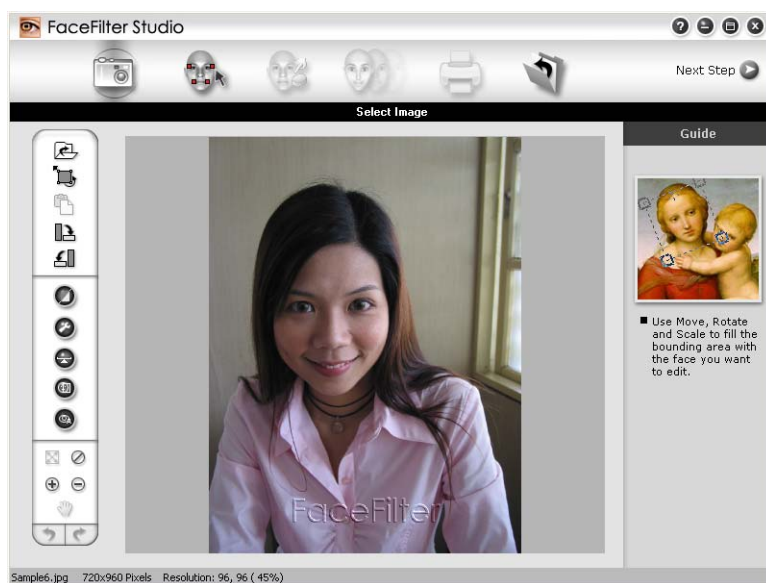 FaceFilter Studio
Next Step
Select Image
Guide
Use Move, Rotate
and Scale to fill the
bounding area with
the face you want
to edit.
FaceFilter
Sample6.jpg 720x960 Pixels Resolution: 96, 96 ( 45%)